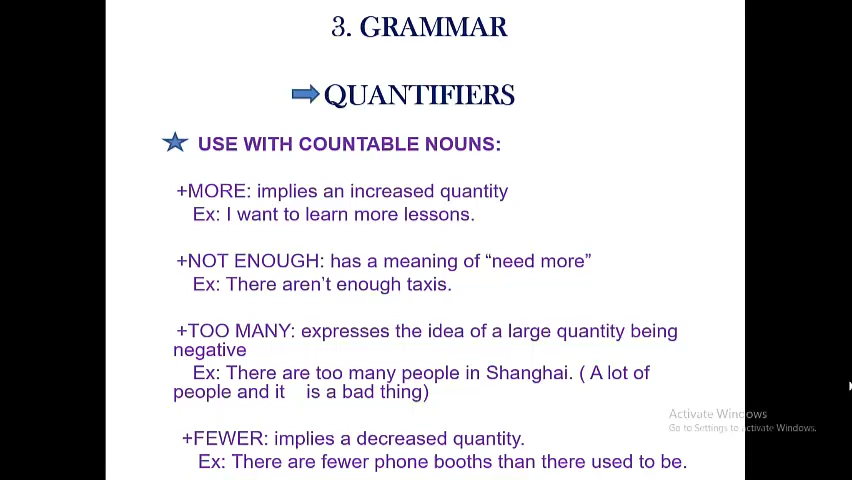 3. GRAMMAR
QUANTIFIERS
USE WITH COUNTABLE NOUNS:
+MORE: implies an increased quantity
Ex: I want to learn more lessons.
+NOT ENOUGH: has a meaning of “need more”
Ex: There aren’t enough taxis.
+TOO MANY: expresses the idea of a large quantity being
negative
Ex: There are too many people in Shanghai. ( A lot of
people and it is a bad thing)
+FEWER: implies a decreased quantity.
Ex: There are fewer phone booths than there used to be.
Activate Windows
Go to Settings to Activate Windows.